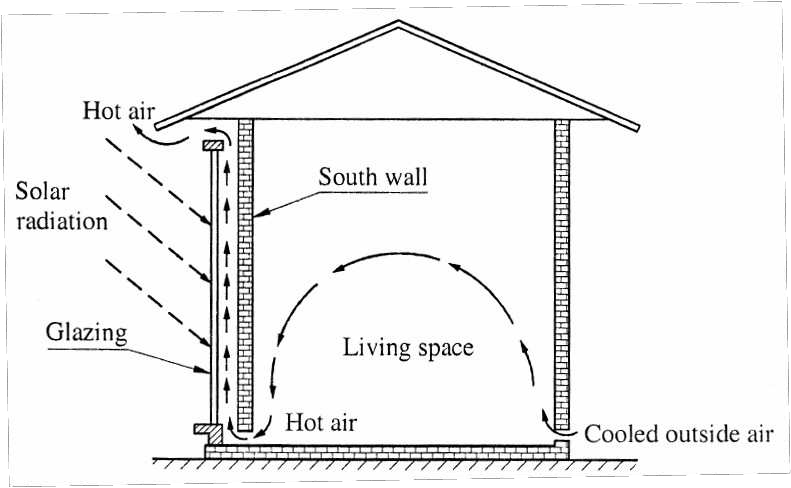 Hot air
South wall
Solar
radiation
Glazing
Living space
Hot air
Cooled outside air